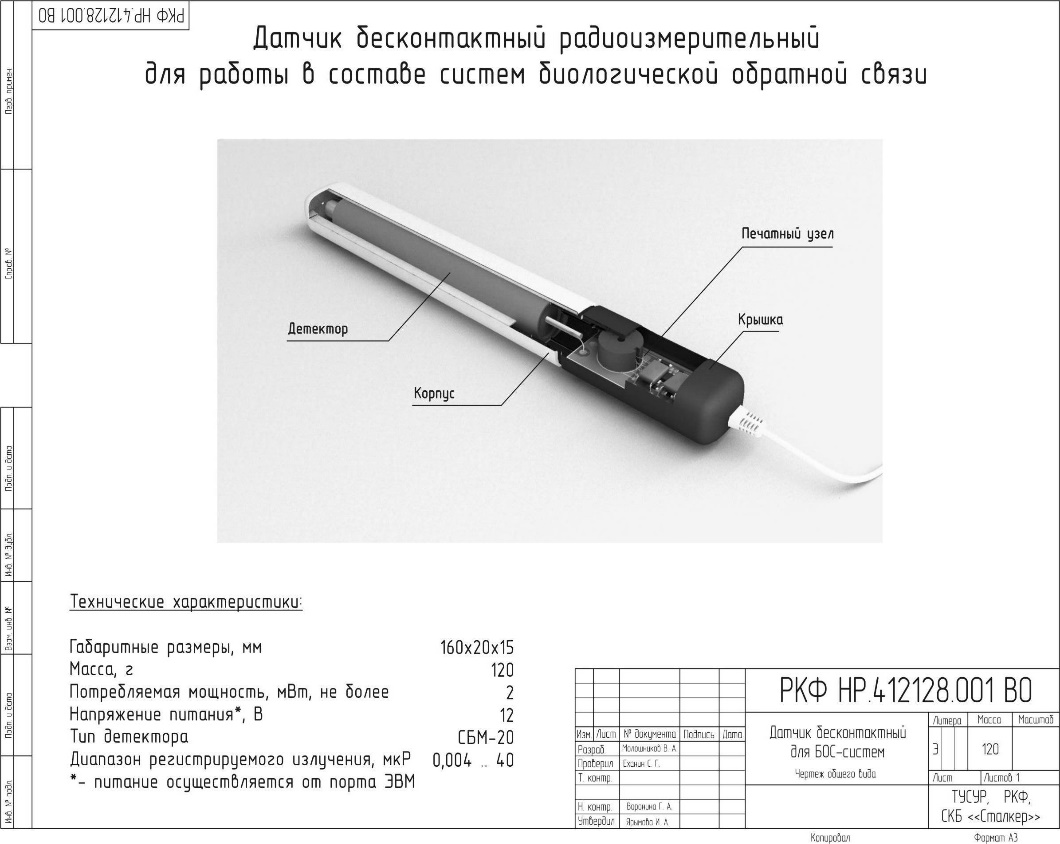 РКФ НР.412128.001 ВО
Датчик бесконтактный радиоизмерительный
для работы в составе систем биологической обратной связи
Перв. примен.
Справ. №
Подп. и дата
Инв. № дубл.
Взам. инв. №
Подп. и дата
Инв. № подл.
Печатный узел
Крышка
Детектор
Корпус
Технические характеристики:
Габаритные размеры, мм 160х20х15
Масса, г 120
Потребляемая мощность, мВт, не более 2
Напряжение питания*, В 12
Тип детектора СБМ-20
Диапазон регистрируемого излучения, мкР 0,004 .. 40
*- питание осуществляется от порта ЭВМ
РКФ НР.412128.001 ВО
Изм. Лист № документа Подпись Дата
Разраб. Молошников В. А.
Проверил Еханин С. Г.
Т. контр.
Н. контр. Воронина Г. А.
Утвердил
Датчик бесконтактный
для БОС-систем
Чертеж общего вида
Литера Масса Масштаб
Э 120
Лист Листов 1
ТУСУР, РКФ,
СКБ <<Сталкер>>
Копировал Формат А3